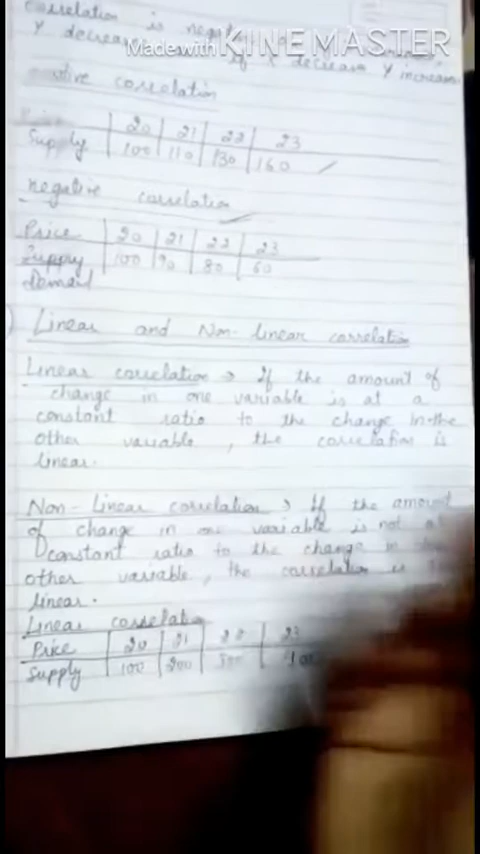 correlation is negative
Y decrease if X decrease Y increase
Made with KINEMASTER
positive correlation
Price 20 21 22 23
Supply 100 110 130 160
negative correlation
Price 20 21 22 23
Supply 100 90 80 60
Demand
Linear and Non-linear correlation
Linear correlation → If the amount of
change in one variable is at a
constant ratio to the change in the
other variable, the correlation is
linear.
Non-Linear correlation → If the amount
of change in one variable is not at
constant ratio to the change in
other variable, the correlation is
linear.
Linear correlation
Price 20 21 22 23
Supply 100 200 300